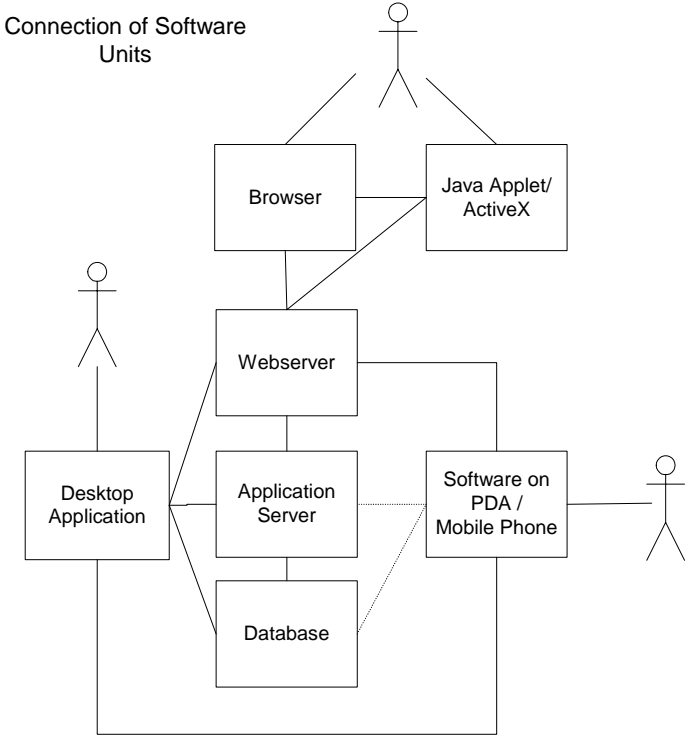 Connection of Software
Units
Browser
Java Applet/
ActiveX
Webserver
Desktop
Application
Application
Server
Software on
PDA /
Mobile Phone
Database